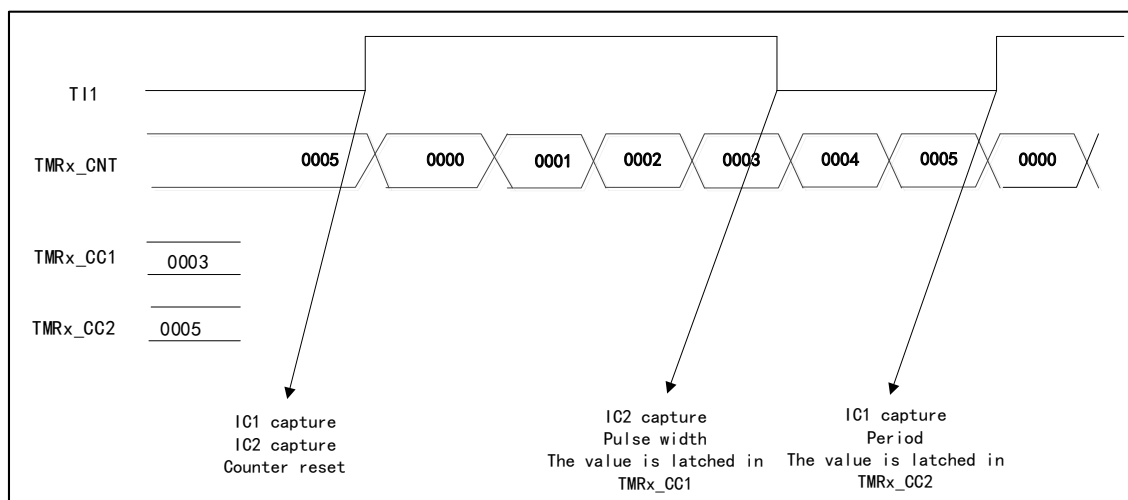 TI1
TMRx_CNT
0005 0000 0001 0002 0003 0004 0005 0000
TMRx_CC1
0003
TMRx_CC2
0005
IC1 capture
IC2 capture
Counter reset
IC2 capture
Pulse width
The value is latched in
TMRx_CC1
IC1 capture
Period
The value is latched in
TMRx_CC2